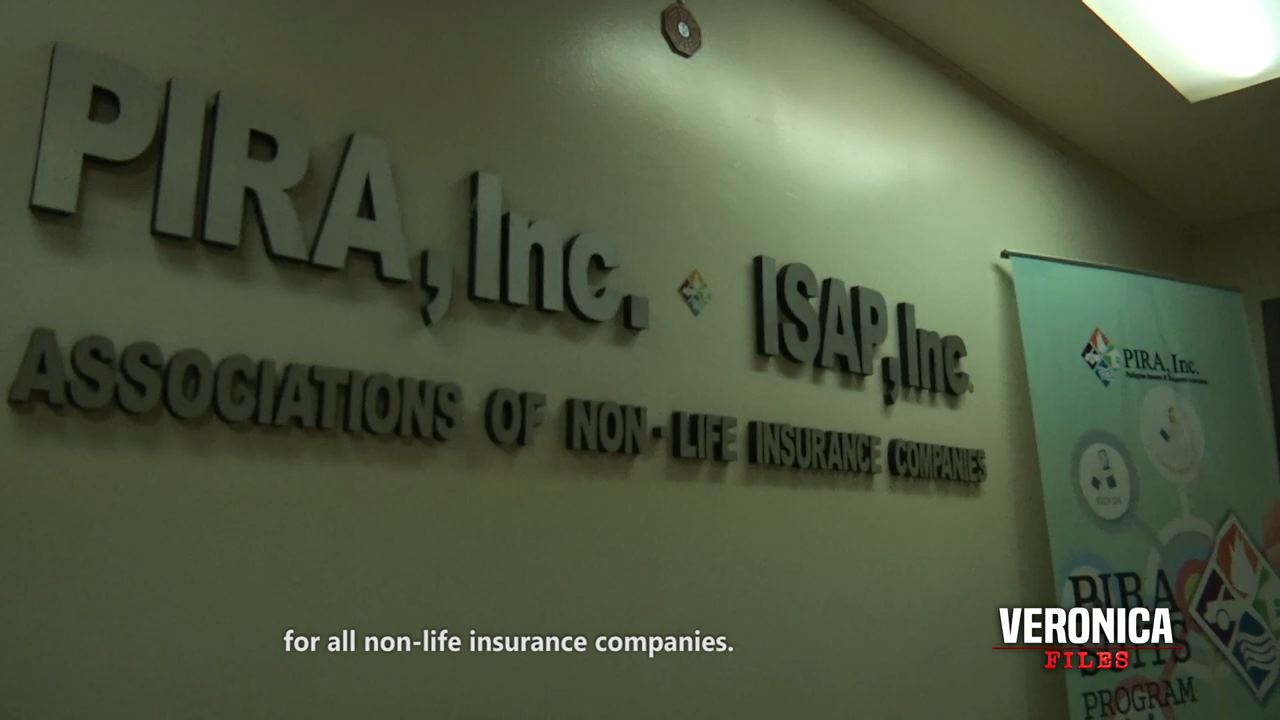 PIRA, Inc. ISAP, Inc.
ASSOCIATIONS OF NON-LIFE INSURANCE COMPANIES
PIRA, Inc.
PIRA
PROGRAM
for all non-life insurance companies.
VERONICA
FILES